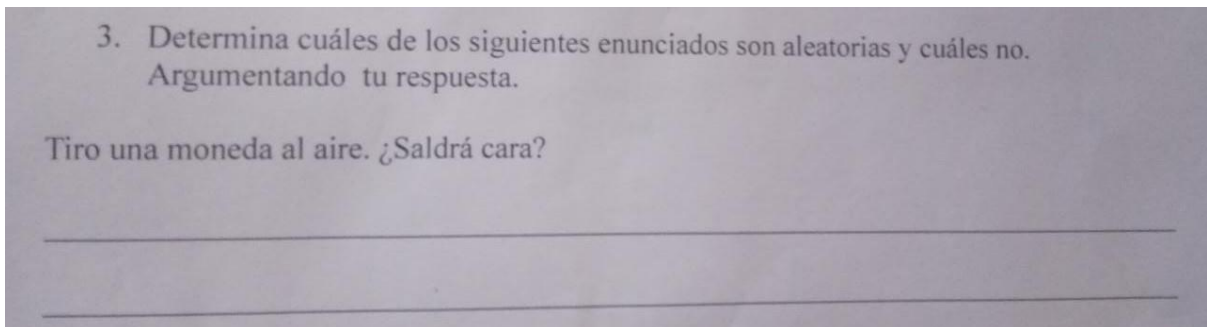 3. Determina cuáles de los siguientes enunciados son aleatorias y cuáles no.
Argumentando tu respuesta.
Tiro una moneda al aire. ¿Saldrá cara?